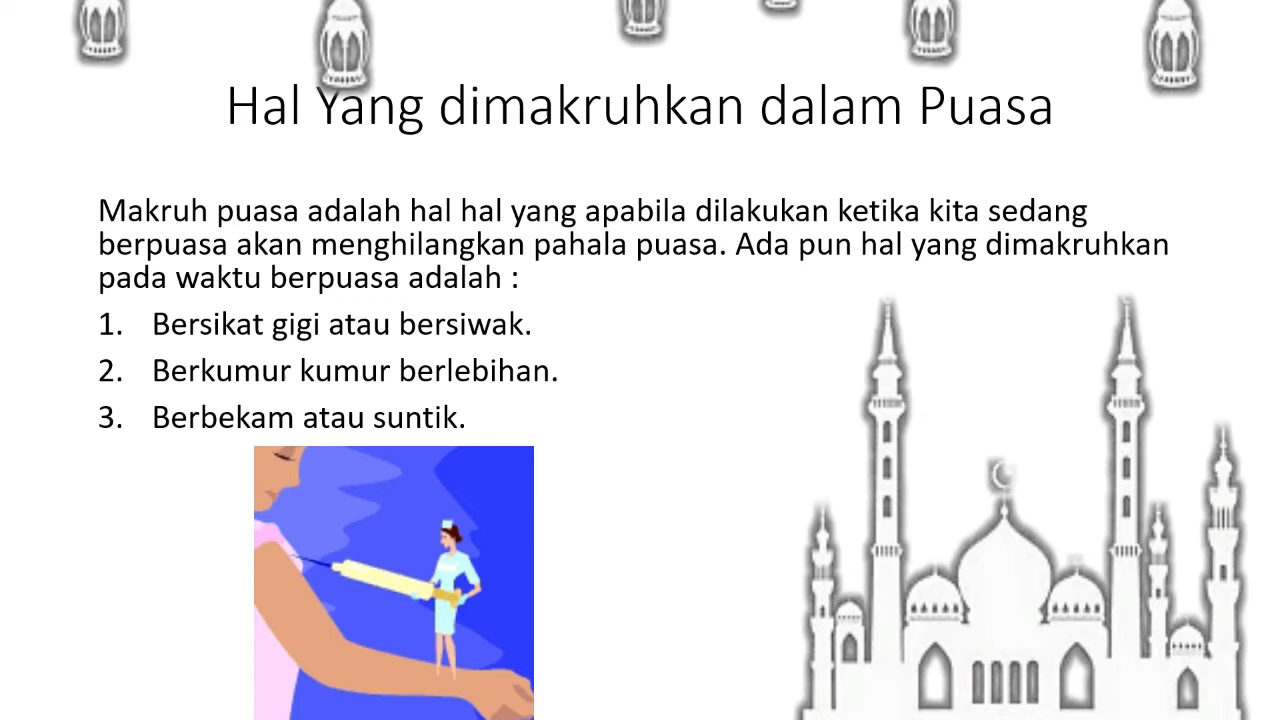 Hal Yang dimakruhkan dalam Puasa
Makruh puasa adalah hal hal yang apabila dilakukan ketika kita sedang
berpuasa akan menghilangkan pahala puasa. Ada pun hal yang dimakruhkan
pada waktu berpuasa adalah :
1. Bersikat gigi atau bersiwak.
2. Berkumur kumur berlebihan.
3. Berbekam atau suntik.